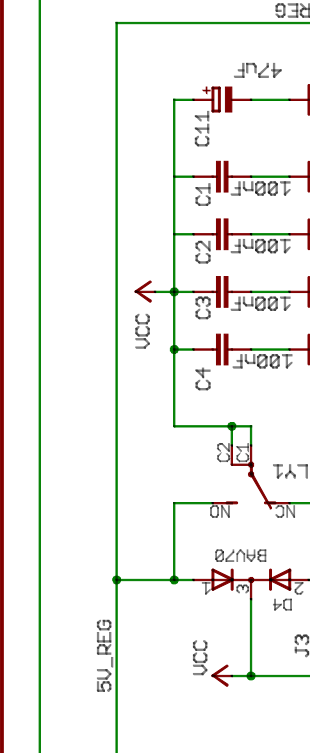 REG
47uF
C11
C1
100nF
C2
100nF
C3
100nF
VCC
C4
100nF
C2
C1
LY1
NO
NC
BAV70
1
3
2
D4
5V_REG
VCC
J3